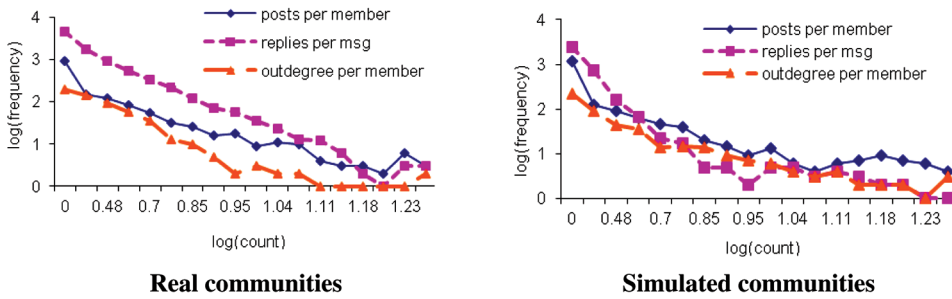 posts per member
replies per msg
outdegree per member
log(frequency)
4
3
2
1
0
0 0.48 0.7 0.85 0.95 1.04 1.11 1.18 1.23
log(count)
Real communities
posts per member
replies per msg
outdegree per member
log(frequency)
4
3
2
1
0
0 0.48 0.7 0.85 0.95 1.04 1.11 1.18 1.23
log(count)
Simulated communities